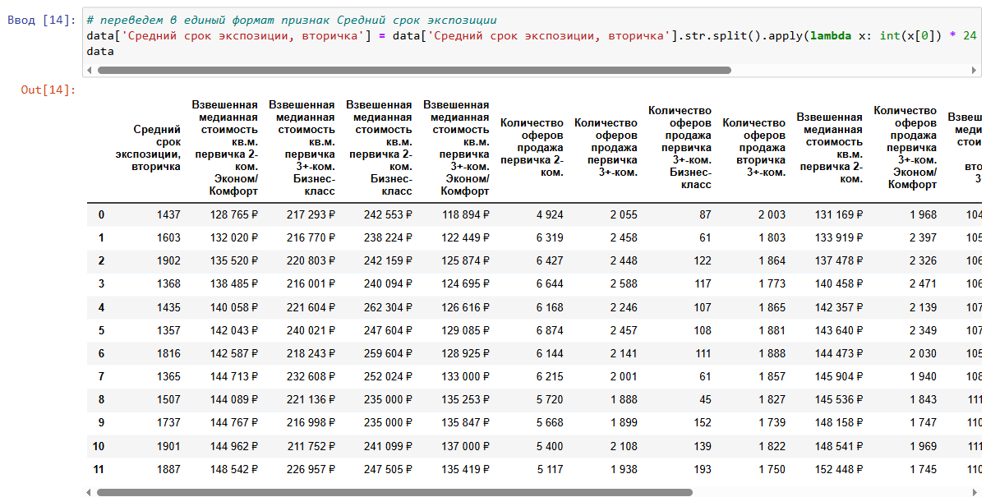 Ввод [14]: # переведем в единый формат признак Средний срок экспозиции
data['Средний срок экспозиции, вторичка'] = data['Средний срок экспозиции, вторичка'].str.split().apply(lambda x: int(x[0]) * 24
data
Out[14]:
Средний срок экспозиции, вторичка Взвешенная медианная стоимость кв.м. первичка 2-ком. Эконом/Комфорт Взвешенная медианная стоимость кв.м. первичка 3+-ком. Бизнес-класс Взвешенная медианная стоимость кв.м. первичка 2-ком. Бизнес-класс Взвешенная медианная стоимость кв.м. первичка 3+-ком. Эконом/Комфорт Количество оферов продажа первичка 2-ком. Количество оферов продажа первичка 3+-ком. Количество оферов продажа первичка 3+-ком. Бизнес-класс Количество оферов продажа вторичка 3+-ком. Взвешенная медианная стоимость кв.м. первичка 2-ком. Количество оферов продажа первичка 3+-ком. Эконом/Комфорт Взвеш меди стои вто 3
0 1437 128 765 ₽ 217 293 ₽ 242 553 ₽ 118 894 ₽ 4 924 2 055 87 2 003 131 169 ₽ 1 968 104
1 1603 132 020 ₽ 216 770 ₽ 238 224 ₽ 122 449 ₽ 6 319 2 458 61 1 803 133 919 ₽ 2 397 105
2 1902 135 520 ₽ 220 803 ₽ 242 159 ₽ 125 874 ₽ 6 427 2 448 122 1 864 137 478 ₽ 2 326 106
3 1368 138 485 ₽ 216 001 ₽ 240 094 ₽ 124 695 ₽ 6 644 2 588 117 1 773 140 458 ₽ 2 471 106
4 1435 140 058 ₽ 221 604 ₽ 262 304 ₽ 126 616 ₽ 6 168 2 246 107 1 865 142 357 ₽ 2 139 107
5 1357 142 043 ₽ 240 021 ₽ 247 604 ₽ 129 085 ₽ 6 874 2 457 108 1 881 143 640 ₽ 2 349 107
6 1816 142 587 ₽ 218 243 ₽ 259 604 ₽ 128 925 ₽ 6 144 2 141 111 1 888 144 473 ₽ 2 030 105
7 1365 144 713 ₽ 232 608 ₽ 252 024 ₽ 133 000 ₽ 6 215 2 001 61 1 857 145 904 ₽ 1 940 108
8 1507 144 089 ₽ 221 136 ₽ 235 000 ₽ 135 253 ₽ 5 720 1 888 45 1 827 145 536 ₽ 1 843 111
9 1737 144 767 ₽ 216 998 ₽ 235 000 ₽ 135 847 ₽ 5 668 1 899 152 1 739 148 158 ₽ 1 747 110
10 1901 144 962 ₽ 211 752 ₽ 241 099 ₽ 137 000 ₽ 5 400 2 108 139 1 822 148 541 ₽ 1 969 111
11 1887 148 542 ₽ 226 957 ₽ 247 505 ₽ 135 419 ₽ 5 117 1 938 193 1 750 152 448 ₽ 1 745 110